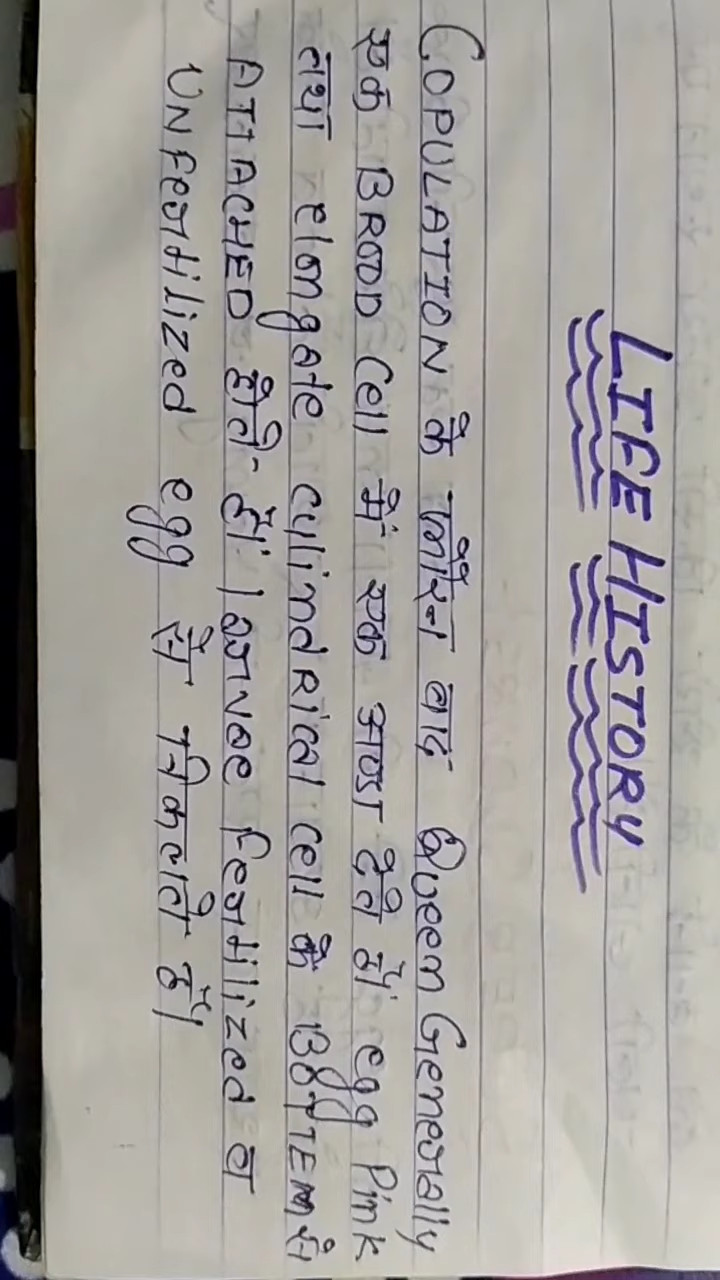 LIFE HISTORY
COPULATION के तौरन बाद Queen Generally
एक BROOD Cell में एक अण्डा देते हैं। egg Pink
तथा elongate cylindRical cell के BOTTEM से
ATTACHED होते हैं। Larvae Fertilized व
UNFertilized egg से निकलते हैं।